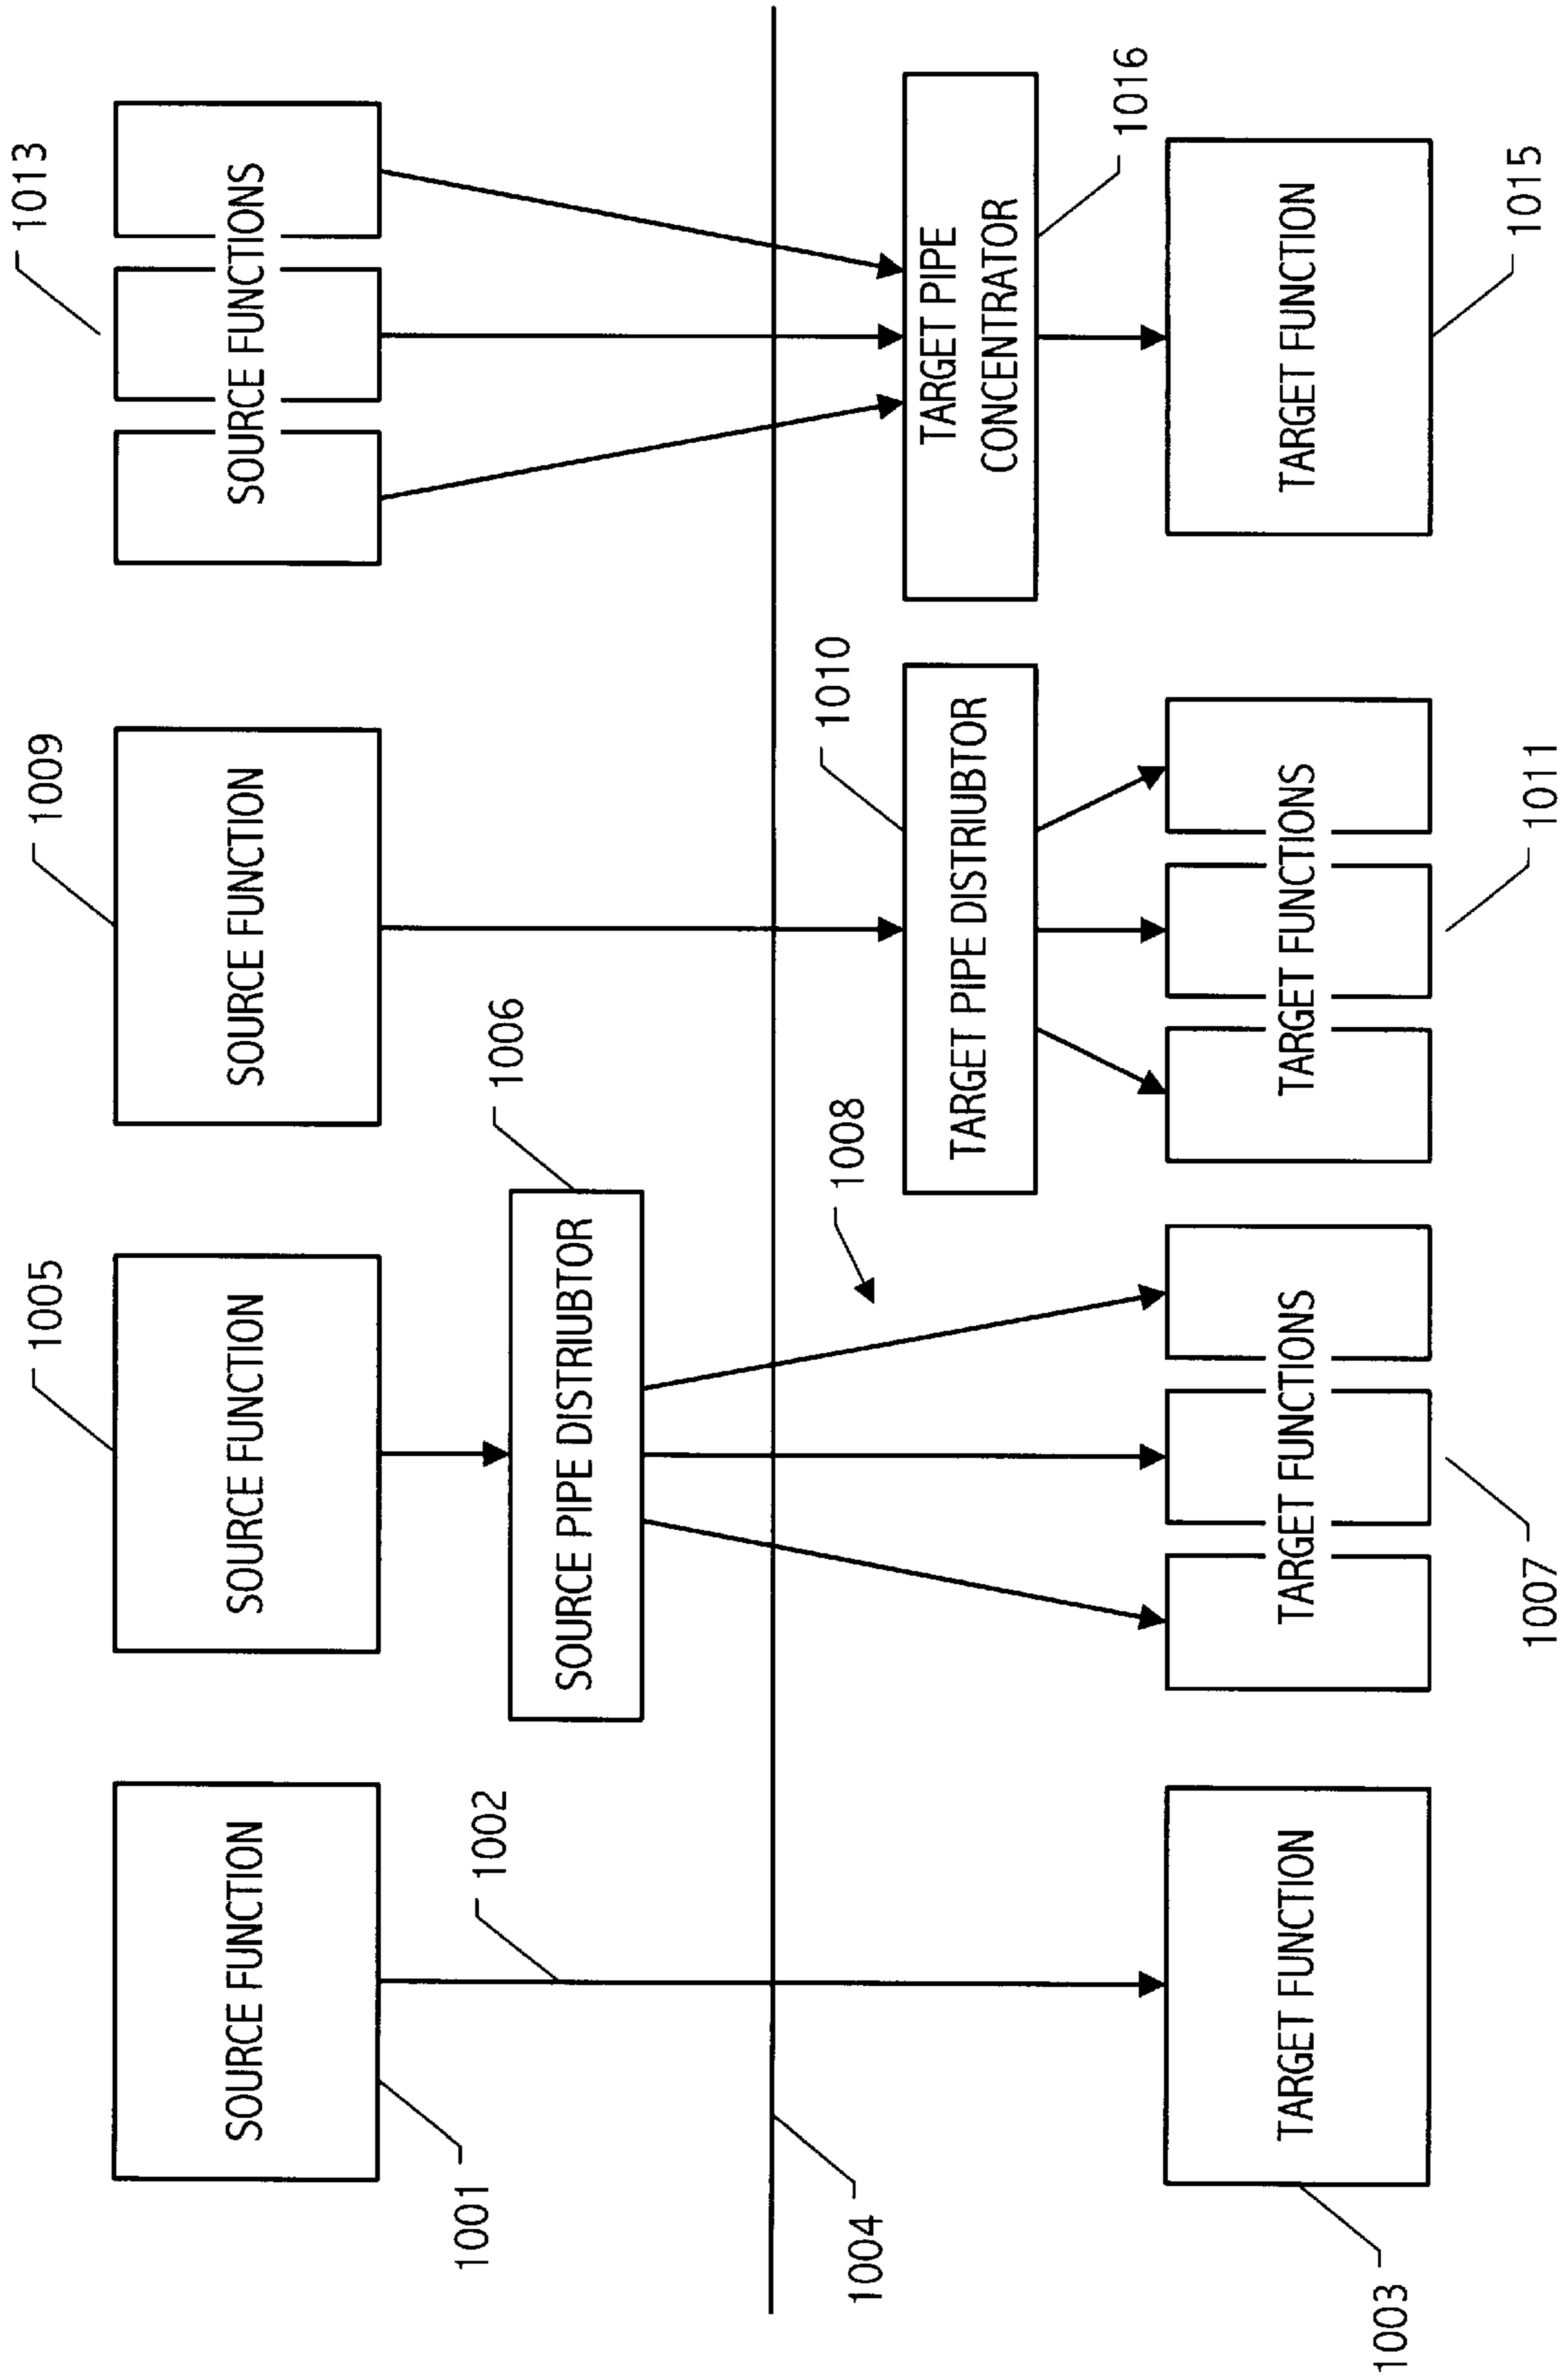 1001
SOURCE FUNCTION
1002
1004
1003
TARGET FUNCTION
1005
SOURCE FUNCTION
1006
SOURCE PIPE DISTRIUBTOR
1008
TARGET FUNCTIONS
1007
1009
SOURCE FUNCTION
1010
TARGET PIPE DISTRIUBTOR
TARGET FUNCTIONS
1011
1013
SOURCE FUNCTIONS
TARGET PIPE
CONCENTRATOR
1016
TARGET FUNCTION
1015